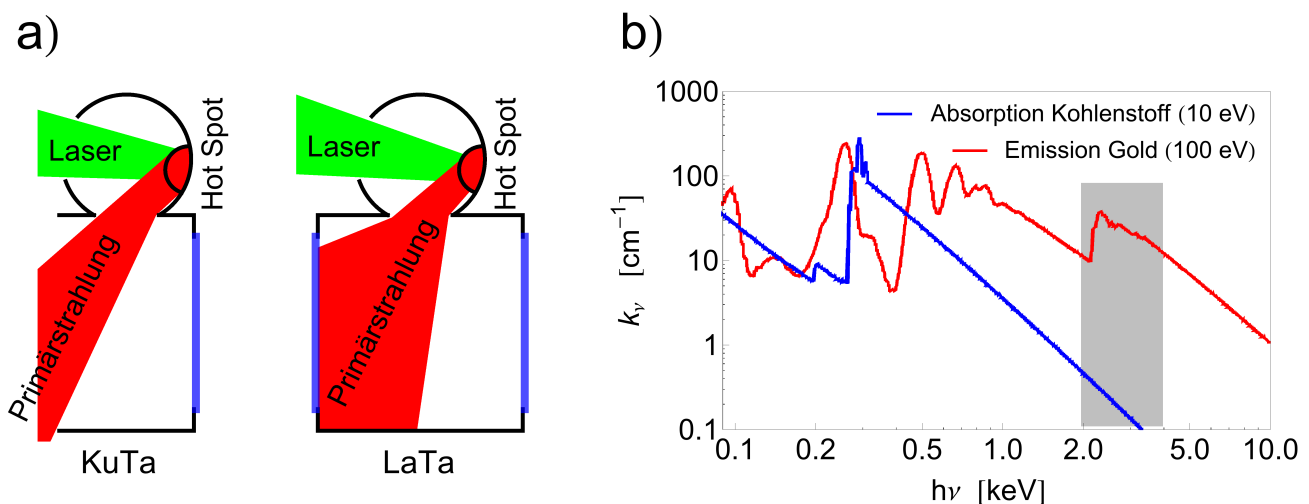 a)
Laser
Hot Spot
Primärstrahlung
KuTa
Laser
Hot Spot
Primärstrahlung
LaTa
b)
1000
100
10
1
0.1
kν [cm⁻¹]
Absorption Kohlenstoff (10 eV)
Emission Gold (100 eV)
0.1 0.2 0.5 1.0 2.0 5.0 10.0
hν [keV]